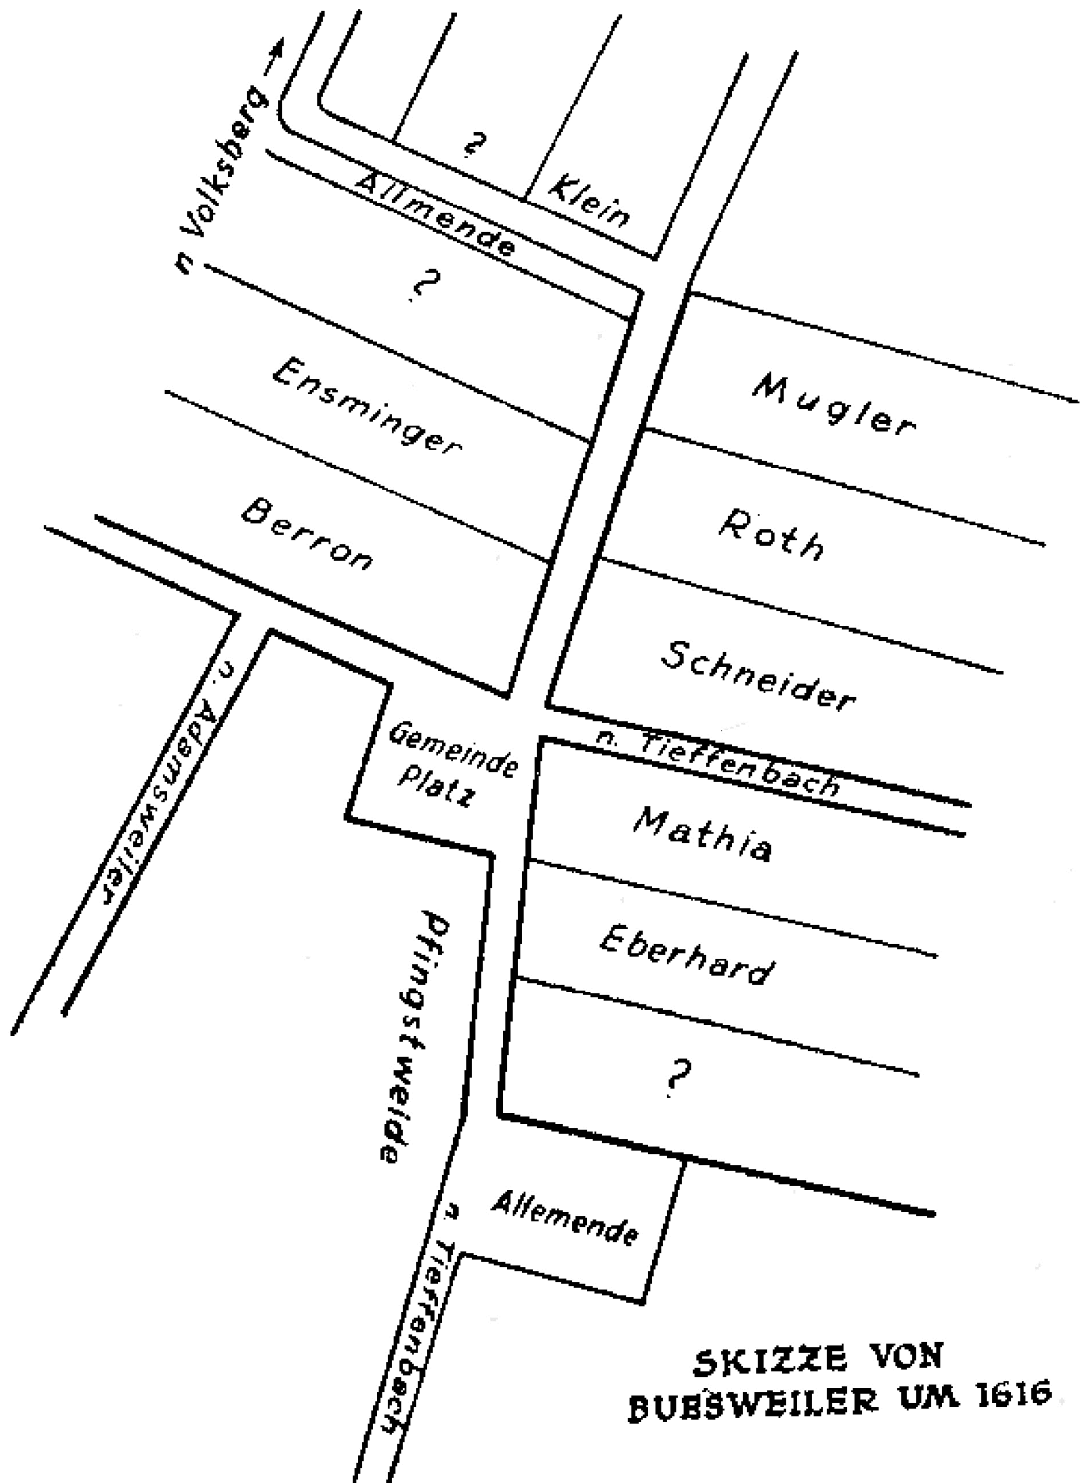 n Volksberg
?
Klein
Allmende
?
Ensminger
Mugler
Berron
Roth
Schneider
n. Adamsweiler
Gemeinde
Platz
n. Tieffenbach
Mathia
Pfingstweide
Eberhard
?
Allemende
n. Tieffenbach
SKIZZE VON
BUESWEILER UM 1616